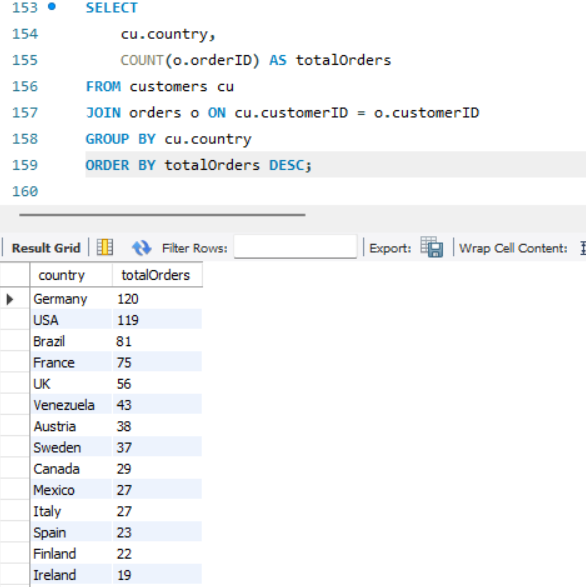 153 SELECT
154 cu.country,
155 COUNT(o.orderID) AS totalOrders
156 FROM customers cu
157 JOIN orders o ON cu.customerID = o.customerID
158 GROUP BY cu.country
159 ORDER BY totalOrders DESC;
160
Result Grid Filter Rows: Export: Wrap Cell Content:
country totalOrders
Germany 120
USA 119
Brazil 81
France 75
UK 56
Venezuela 43
Austria 38
Sweden 37
Canada 29
Mexico 27
Italy 27
Spain 23
Finland 22
Ireland 19